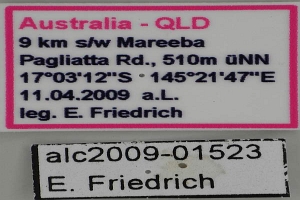 Australia - QLD
9 km s/w Mareeba
Pagliatta Rd., 510m üNN
17°03'12"S 145°21'47"E
11.04.2009 a.L.
leg. E. Friedrich
alc2009-01523
E. Friedrich